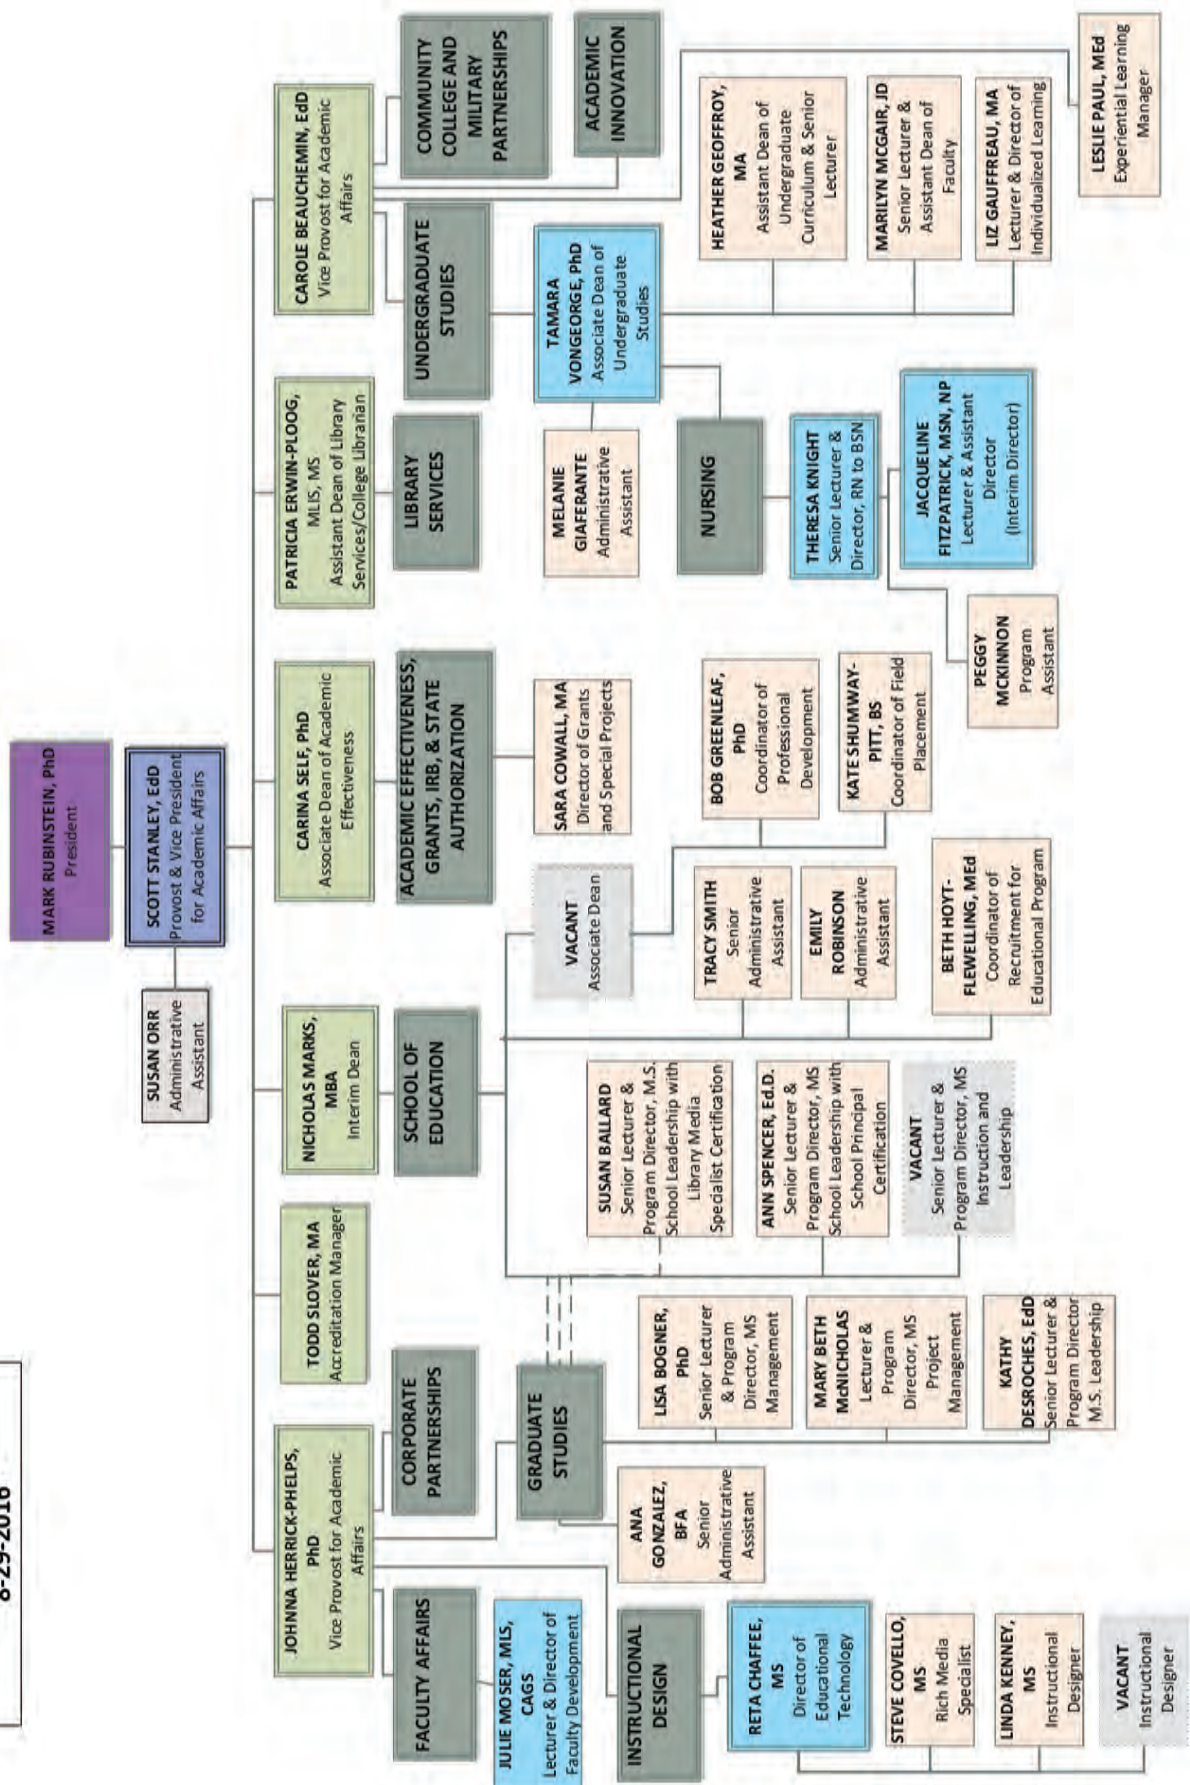 8-29-2016
MARK RUBINSTEIN, PhD
President
SCOTT STANLEY, EdD
Provost & Vice President
for Academic Affairs
SUSAN ORR
Administrative
Assistant
JOHNNA HERRICK-PHELPS,
PhD
Vice Provost for Academic
Affairs
TODD SLOVER, MA
Accreditation Manager
NICHOLAS MARKS,
MBA
Interim Dean
CARINA SELF, PhD
Associate Dean of Academic
Effectiveness
PATRICIA ERWIN-PLOOG,
MLIS, MS
Assistant Dean of Library
Services/College Librarian
CAROLE BEAUCHEMIN, EdD
Vice Provost for Academic
Affairs
FACULTY AFFAIRS
CORPORATE
PARTNERSHIPS
SCHOOL OF
EDUCATION
ACADEMIC EFFECTIVENESS,
GRANTS, IRB, & STATE
AUTHORIZATION
LIBRARY
SERVICES
UNDERGRADUATE
STUDIES
COMMUNITY
COLLEGE AND
MILITARY
PARTNERSHIPS
JULIE MOSER, MLS,
CAGS
Lecturer & Director of
Faculty Development
GRADUATE
STUDIES
VACANT
Associate Dean
SARA COWALL, MA
Director of Grants
and Special Projects
MELANIE
GIAFERANTE
Administrative
Assistant
TAMARA
VONGEORGE, PhD
Associate Dean of
Undergraduate
Studies
ACADEMIC
INNOVATION
INSTRUCTIONAL
DESIGN
ANA
GONZALEZ,
BFA
Senior
Administrative
Assistant
LISA BOGNER,
PhD
Senior Lecturer
& Program
Director, MS
Management
SUSAN BALLARD
Senior Lecturer &
Program Director, M.S.
School Leadership with
Library Media
Specialist Certification
TRACY SMITH
Senior
Administrative
Assistant
BOB GREENLEAF,
PhD
Coordinator of
Professional
Development
NURSING
HEATHER GEOFFROY,
MA
Assistant Dean of
Undergraduate
Curriculum & Senior
Lecturer
RETA CHAFFEE,
MS
Director of
Educational
Technology
MARY BETH
McNICHOLAS
Lecturer &
Program
Director, MS
Project
Management
ANN SPENCER, Ed.D.
Senior Lecturer &
Program Director, MS
School Leadership with
School Principal
Certification
EMILY
ROBINSON
Administrative
Assistant
KATE SHUMWAY-
PITT, BS
Coordinator of Field
Placement
THERESA KNIGHT
Senior Lecturer &
Director, RN to BSN
MARILYN MCGAIR, JD
Senior Lecturer &
Assistant Dean of
Faculty
STEVE COVELLO,
MS
Rich Media
Specialist
KATHY
DESROCHES, EdD
Senior Lecturer &
Program Director
M.S. Leadership
VACANT
Senior Lecturer &
Program Director, MS
Instruction and
Leadership
BETH HOYT-
FLEWELLING, MEd
Coordinator of
Recruitment for
Educational Program
PEGGY
MCKINNON
Program
Assistant
JACQUELINE
FITZPATRICK, MSN, NP
Lecturer & Assistant
Director
(Interim Director)
LIZ GAUFFREAU, MA
Lecturer & Director of
Individualized Learning
LINDA KENNEY,
MS
Instructional
Designer
VACANT
Instructional
Designer
LESLIE PAUL, MEd
Experiential Learning
Manager